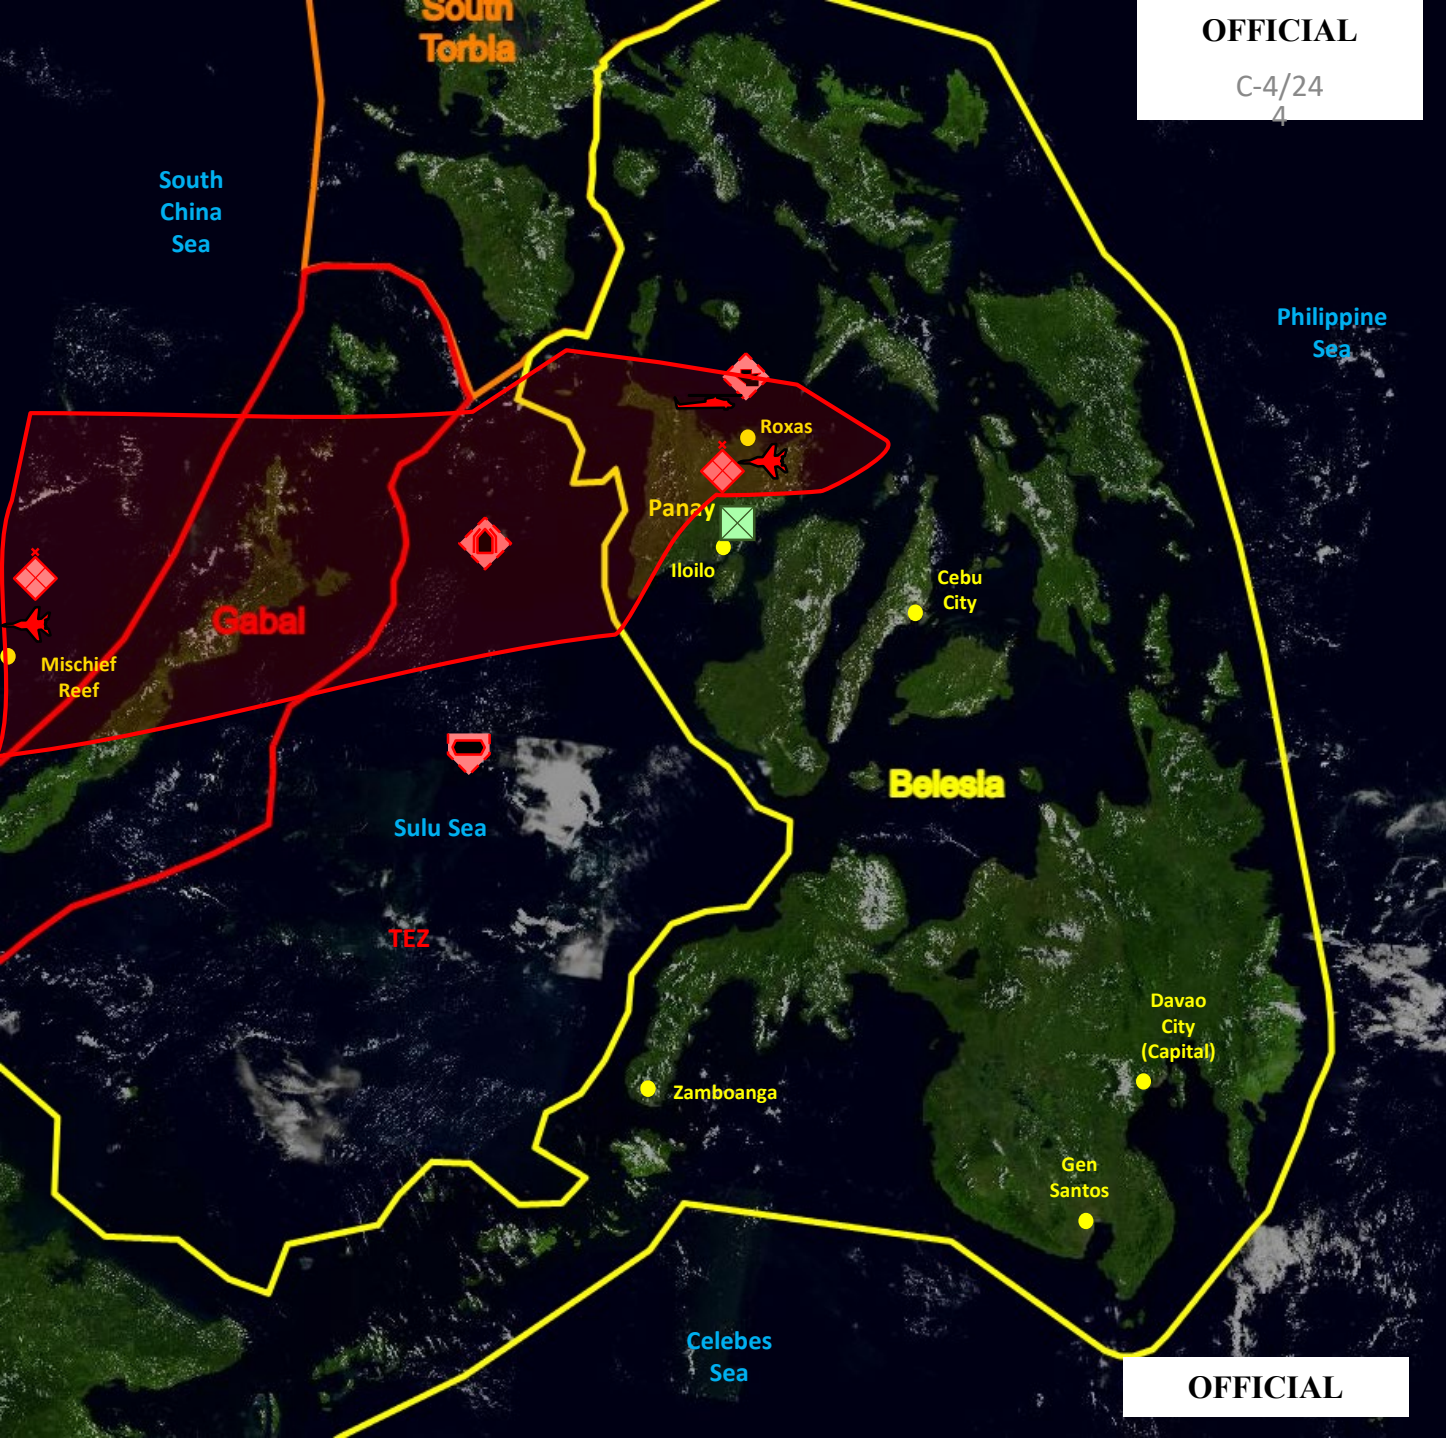 South
Torbia
OFFICIAL
C-4/24
4
South
China
Sea
Philippine
Sea
Roxas
Panay
Iloilo
Cebu
City
Gabal
Mischief
Reef
Belesia
Sulu Sea
TEZ
Davao
City
(Capital)
Zamboanga
Gen
Santos
Celebes
Sea
OFFICIAL